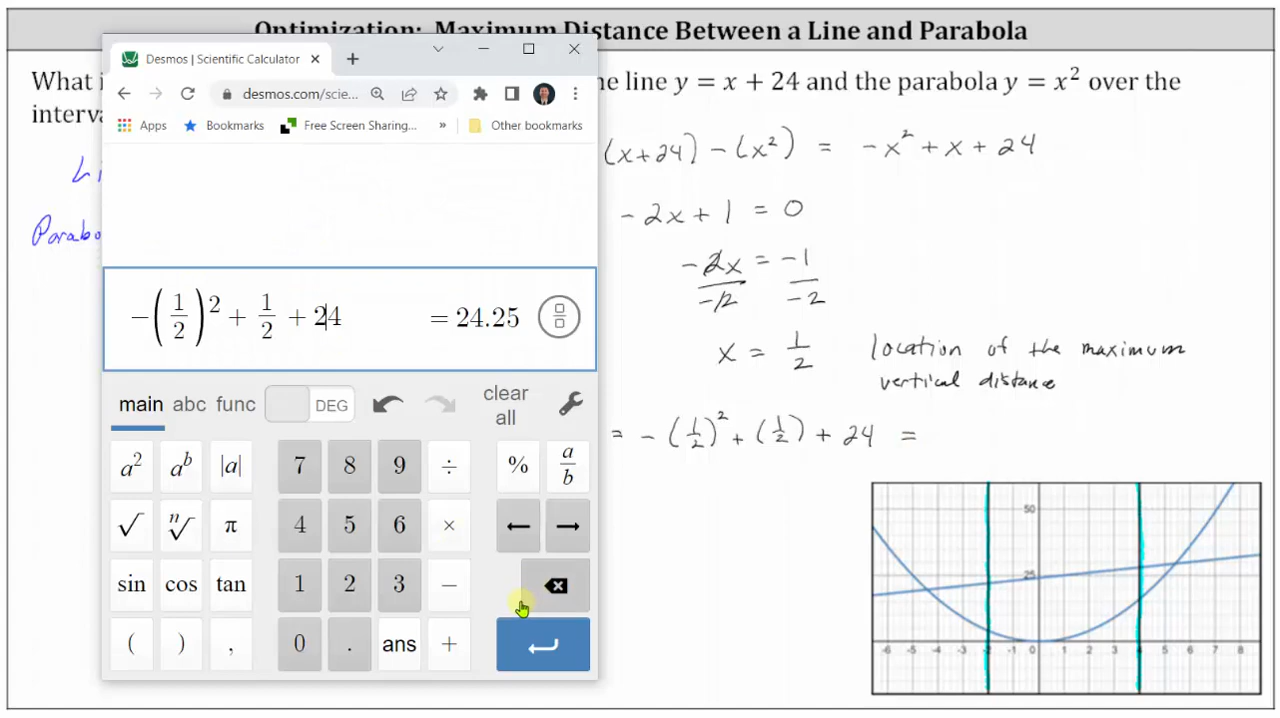 Optimization: Maximum Distance Between a Line and Parabola
What i
he line y = x + 24 and the parabola y = x² over the
interva
Li
Parabo
(x+24) - (x²) = -x² + x + 24
-2x + 1 = 0
-2x = -1
-2 -2
x = 1/2 location of the maximum
vertical distance
= -(1/2)² + (1/2) + 24 =
Desmos | Scientific Calculator
desmos.com/scie...
Apps Bookmarks Free Screen Sharing... » Other bookmarks
-(1/2)² + 1/2 + 24 = 24.25
main abc func DEG clear
all
a² aᵇ |a| 7 8 9 ÷ % a/b
√ ⁿ√ π 4 5 6 × ← →
sin cos tan 1 2 3 −
( ) , 0 . ans +
50
25
-6 -5 -4 -3 -2 -1 0 1 2 3 4 5 6 7 8